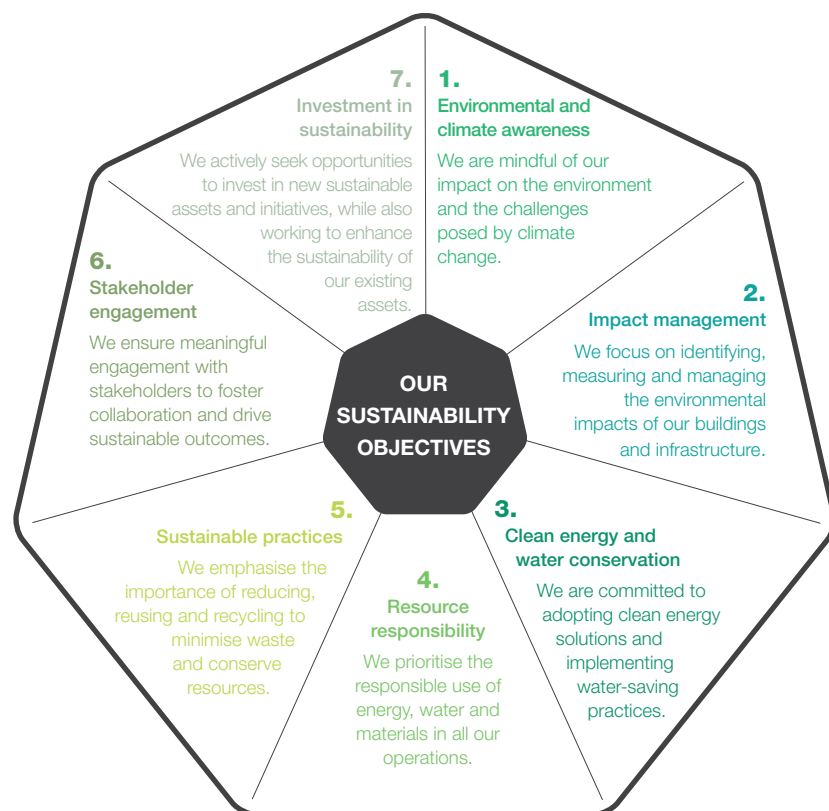 OUR
SUSTAINABILITY
OBJECTIVES
1.
Environmental and
climate awareness
We are mindful of our
impact on the environment
and the challenges
posed by climate
change.
2.
Impact management
We focus on identifying,
measuring and managing
the environmental
impacts of our buildings
and infrastructure.
3.
Clean energy and
water conservation
We are committed to
adopting clean energy
solutions and
implementing
water-saving
practices.
4.
Resource
responsibility
We prioritise the
responsible use of
energy, water and
materials in all our
operations.
5.
Sustainable practices
We emphasise the
importance of reducing,
reusing and recycling to
minimise waste
and conserve
resources.
6.
Stakeholder
engagement
We ensure meaningful
engagement with
stakeholders to foster
collaboration and drive
sustainable outcomes.
7.
Investment in
sustainability
We actively seek opportunities
to invest in new sustainable
assets and initiatives, while also
working to enhance
the sustainability of
our existing
assets.